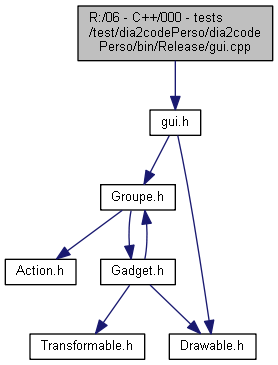 R:/06 - C++/000 - tests
/test/dia2codePerso/dia2code
Perso/bin/Release/gui.cpp
gui.h
Groupe.h
Action.h
Gadget.h
Transformable.h
Drawable.h